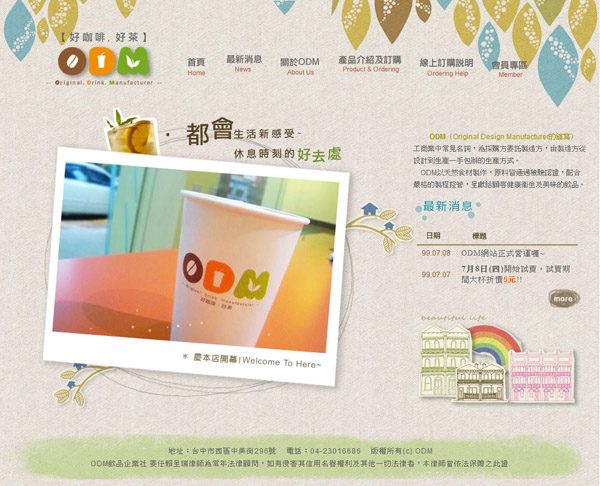 【好咖啡.好茶】
ODM
Original. Drink. Manufacturer
首頁
Home
最新消息
News
關於ODM
About Us
產品介紹及訂購
Product & Ordering
線上訂購說明
Ordering Help
會員專區
Member
．都會生活新感受-
休息時刻的好去處
ODM
Original. Drink. Manufacturer
好咖啡.好茶
＊ 慶本店開幕!Welcome To Here~
ODM（Original Design Manufacture的縮寫）
工商業中常見名詞，為採購方委托製造方，由製造方從
設計到生產一手包辦的生產方式。
ODM以天然食材製作，原料皆通過檢驗認證，配合
嚴格的製程控管，呈獻給顧客健康衛生及美味的飲品。
最新消息
日期 標題
99.07.08 ODM網站正式營運囉~
99.07.07 7月8日(四)開始試賣，試賣期
間大杯折價5元!!
more
beautiful life
地址：台中市西區中美街296號 電話：04-23016686 版權所有(c) ODM
ODM飲品企業社 委任賴呈瑞律師為常年法律顧問，如有侵害其信用名譽權利及其他一切法律者，本律師當依法保障之此證